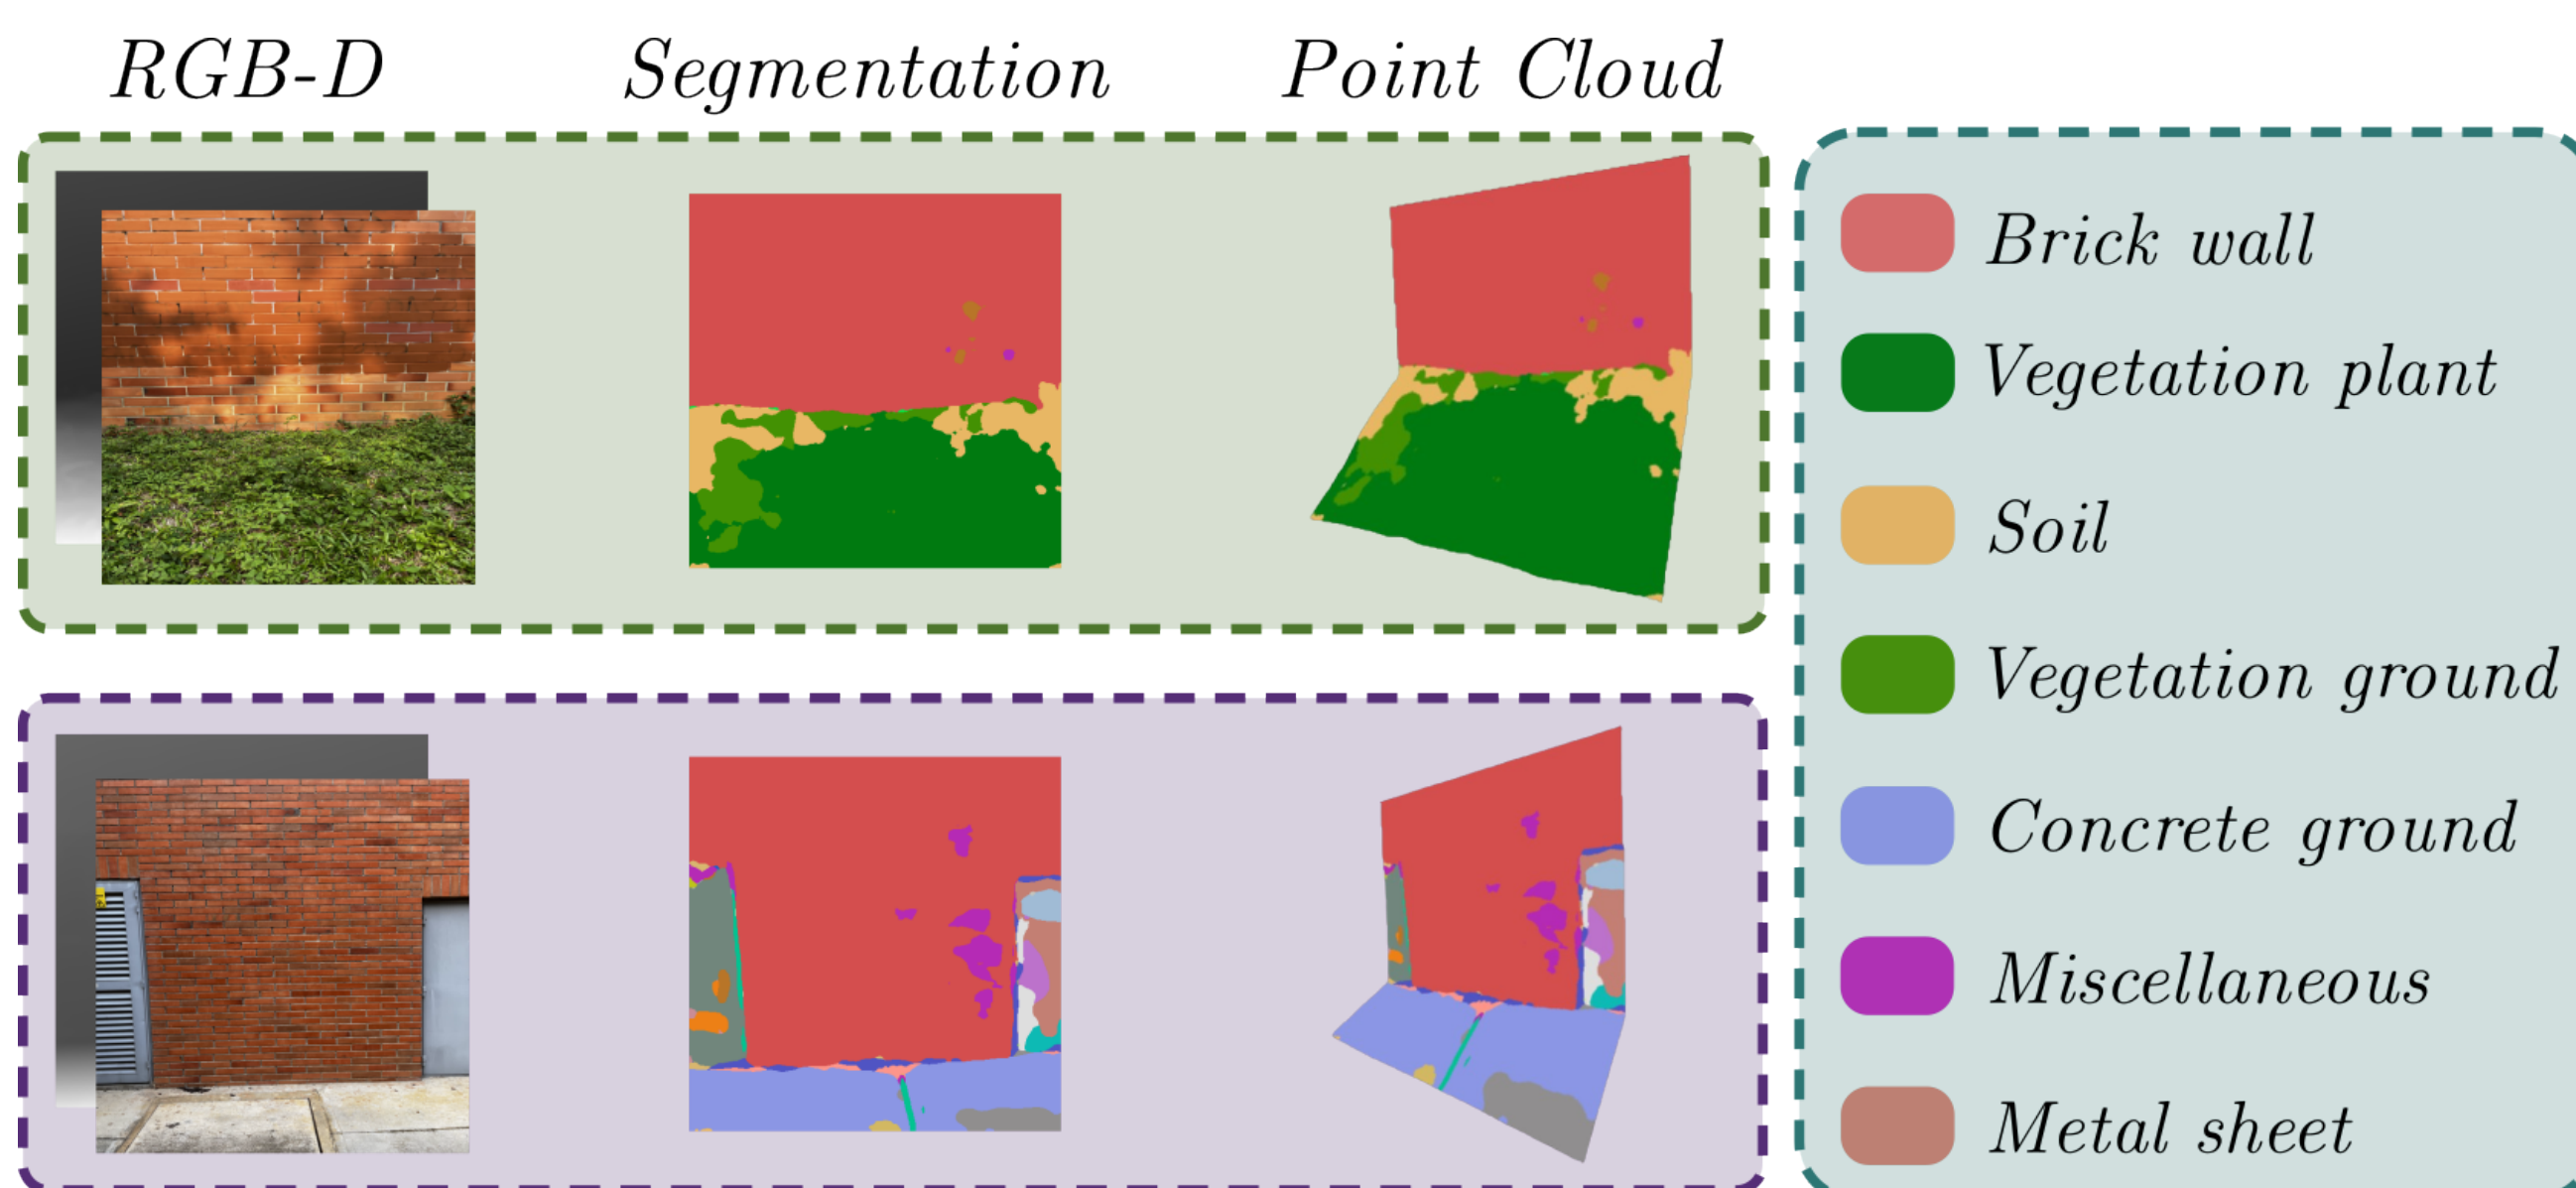 RGB-D Segmentation Point Cloud
Brick wall
Vegetation plant
Soil
Vegetation ground
Concrete ground
Miscellaneous
Metal sheet